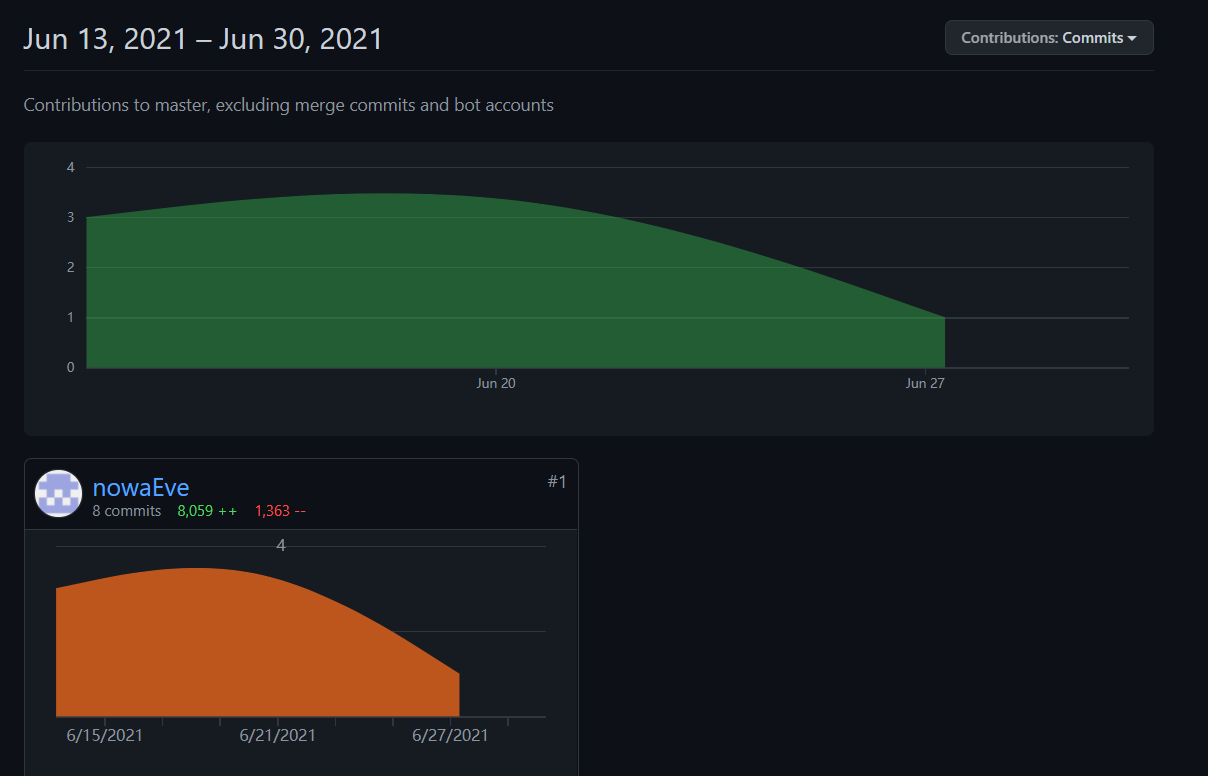 Jun 13, 2021 – Jun 30, 2021
Contributions: Commits
Contributions to master, excluding merge commits and bot accounts
4
3
2
1
0
Jun 20
Jun 27
nowaEve
#1
8 commits 8,059 ++ 1,363 --
4
6/15/2021 6/21/2021 6/27/2021